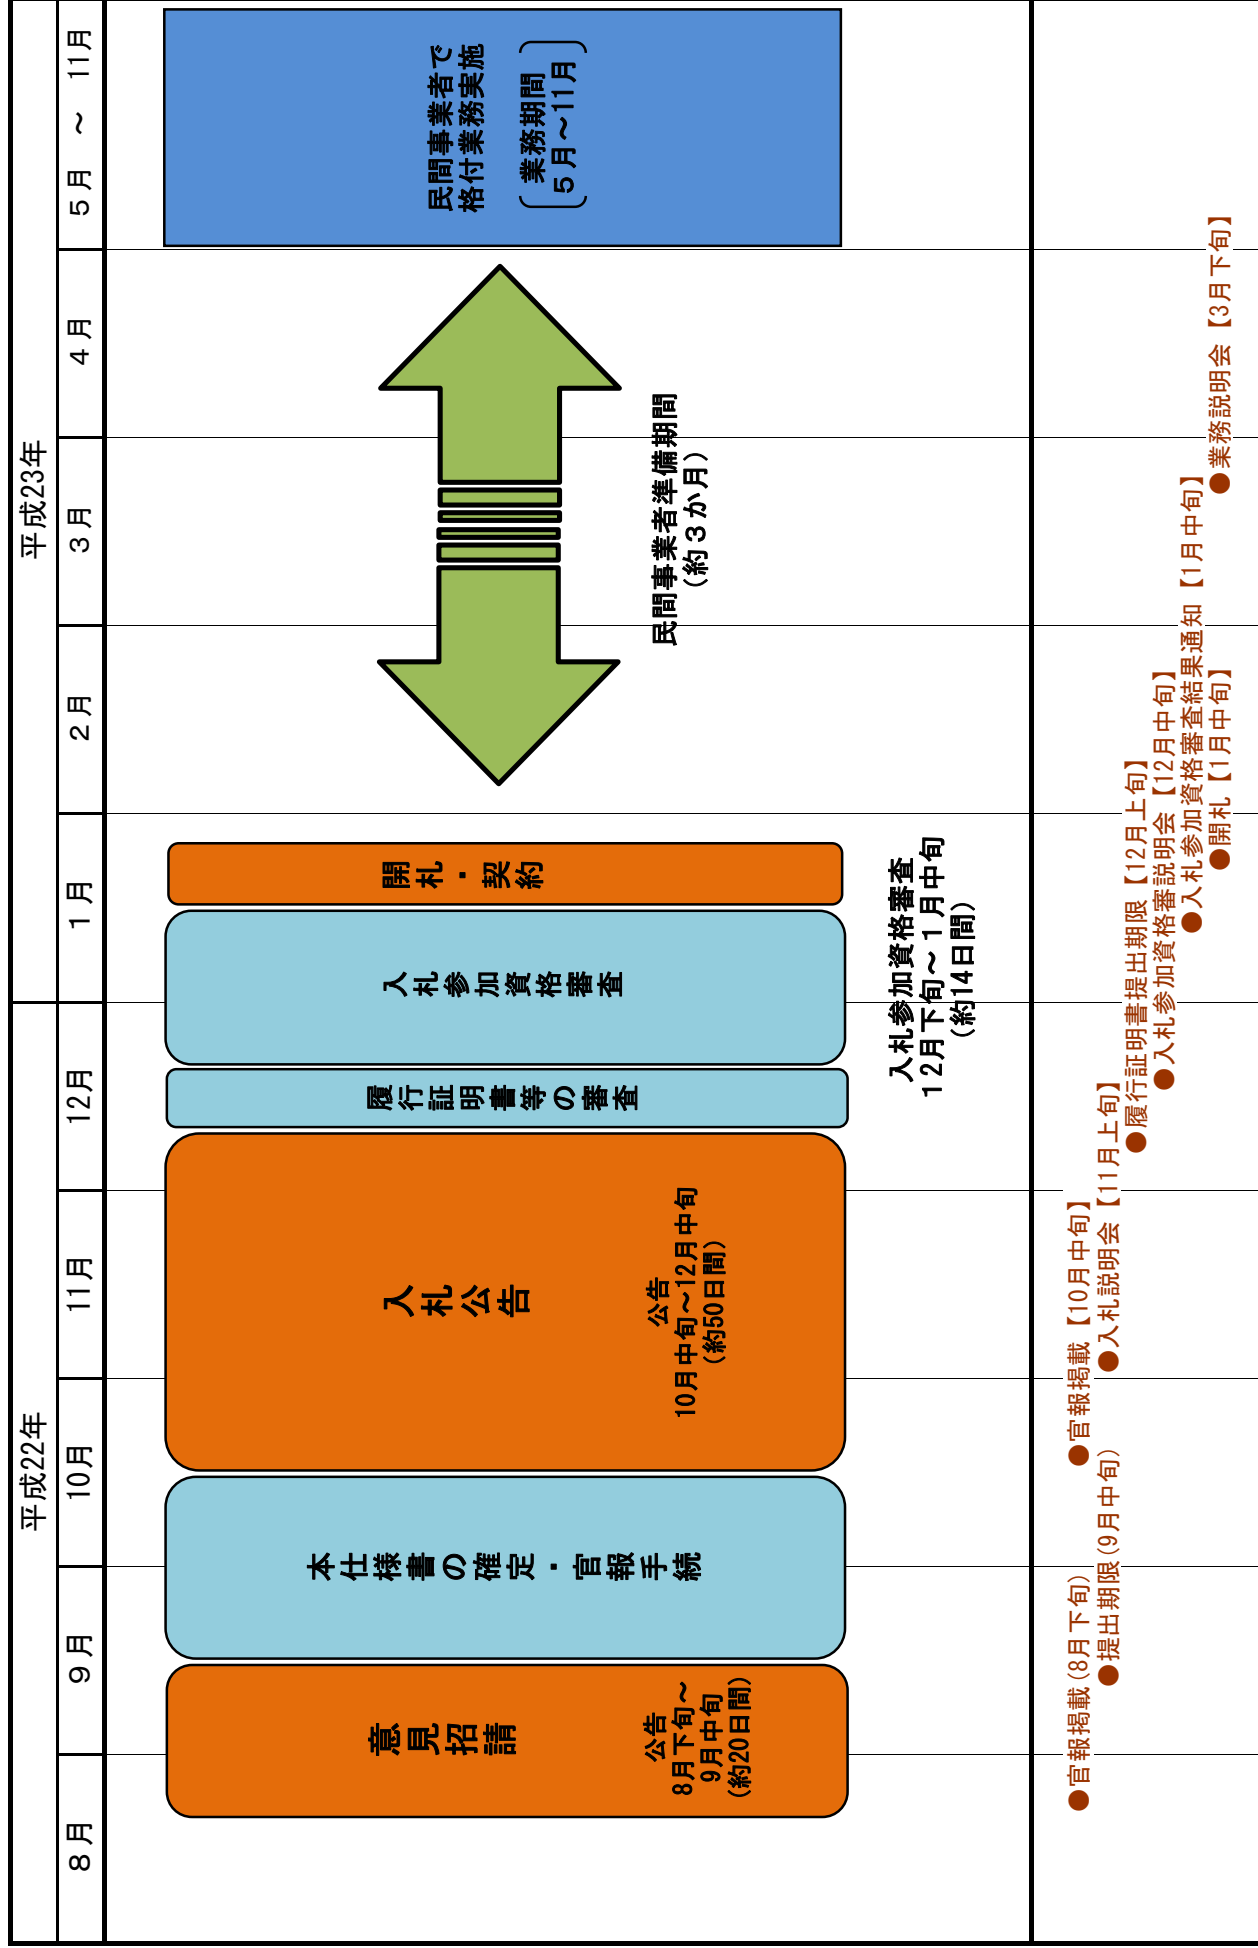 平成22年
平成23年
８月
９月
10月
11月
12月
１月
２月
３月
４月
５月 ～ 11月
意見招請
公告
8月下旬～
9月中旬
(約20日間)
本仕様書の確定・官報手続
入札公告
公告
10月中旬～12月中旬
(約50日間)
履行証明書等の審査
入札参加資格審査
開札・契約
入札参加資格審査
12月下旬～１月中旬
(約14日間)
民間事業者準備期間
(約３か月)
民間事業者で
格付業務実施
業務期間
５月～11月
●官報掲載(8月下旬)
●提出期限(9月中旬)
●官報掲載【10月中旬】
●入札説明会【11月上旬】
●履行証明書提出期限【12月上旬】
●入札参加資格審説明会【12月中旬】
●入札参加資格審査結果通知【1月中旬】
●開札【1月中旬】
●業務説明会【3月下旬】